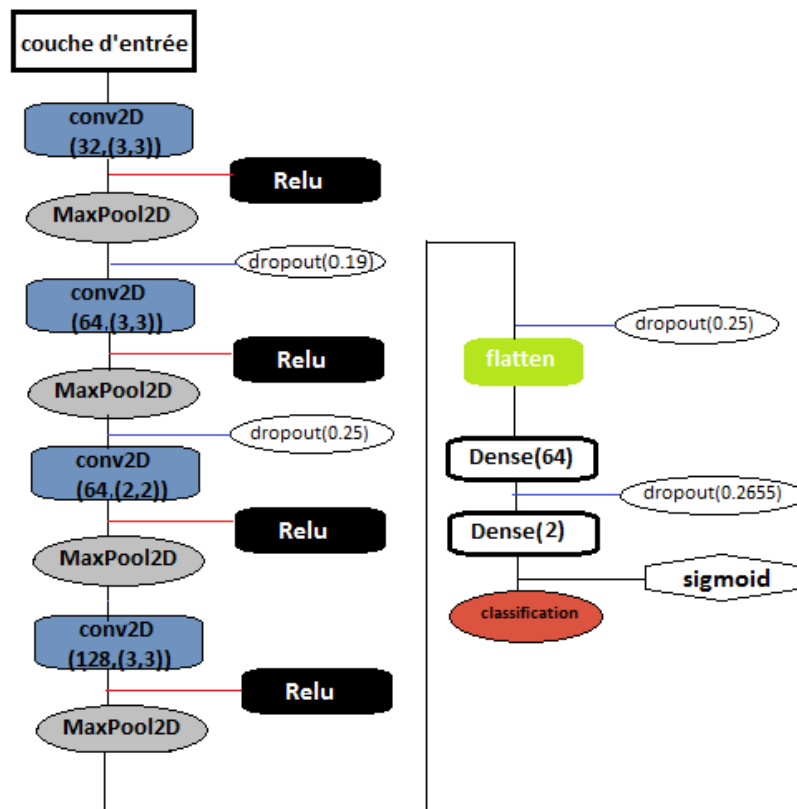 couche d'entrée
conv2D
(32,(3,3))
Relu
MaxPool2D
dropout(0.19)
conv2D
(64,(3,3))
Relu
MaxPool2D
dropout(0.25)
conv2D
(64,(2,2))
Relu
MaxPool2D
conv2D
(128,(3,3))
Relu
MaxPool2D
dropout(0.25)
flatten
Dense(64)
dropout(0.2655)
Dense(2)
sigmoid
classification